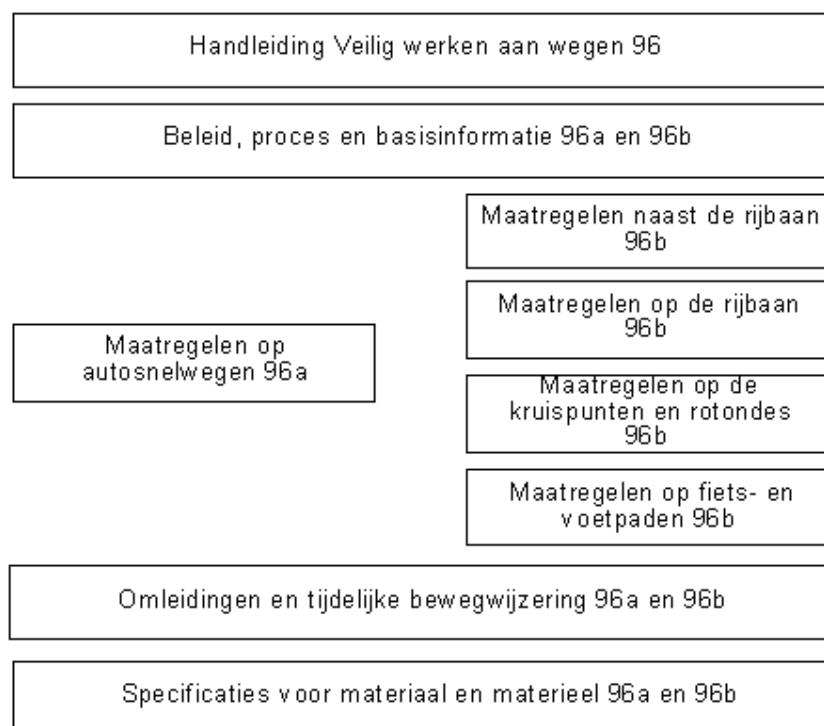 Handleiding Veilig werken aan wegen 96
Beleid, proces en basisinformatie 96a en 96b
Maatregelen naast de rijbaan
96b
Maatregelen op de rijbaan
96b
Maatregelen op
autosnelwegen 96a
Maatregelen op de
kruispunten en rotondes
96b
Maatregelen op fiets- en
voetpaden 96b
Omleidingen en tijdelijke bewegwijzering 96a en 96b
Specificaties voor materiaal en materieel 96a en 96b